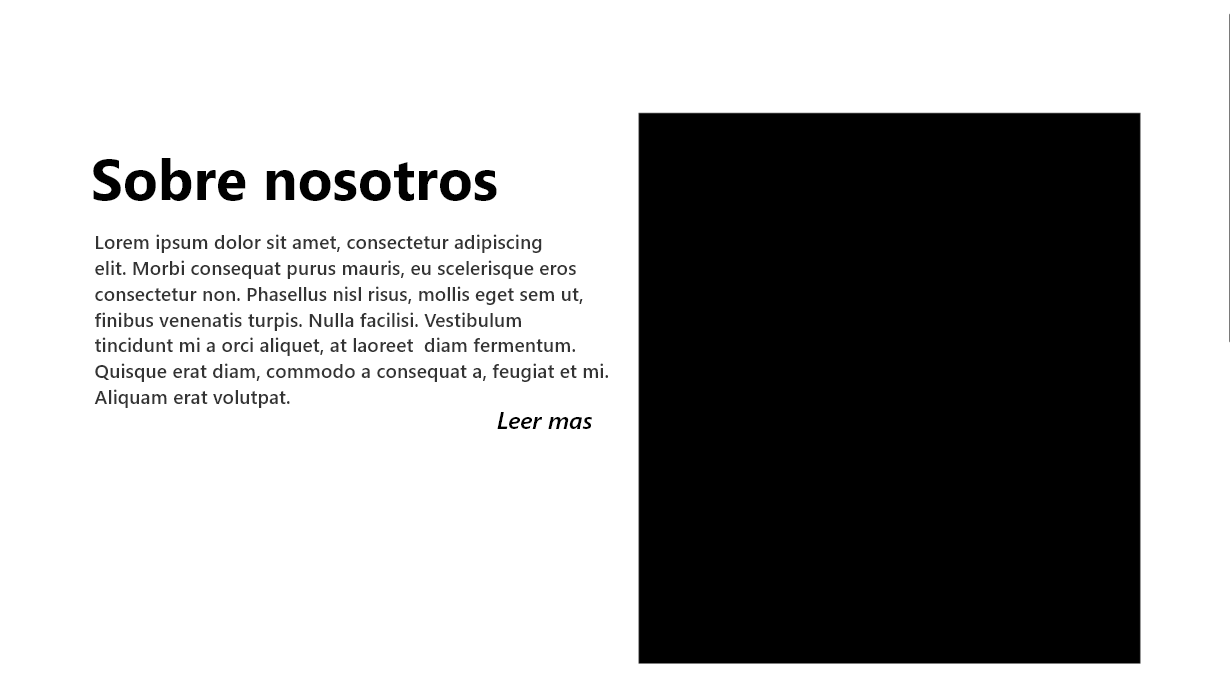 Sobre nosotros
Lorem ipsum dolor sit amet, consectetur adipiscing
elit. Morbi consequat purus mauris, eu scelerisque eros
consectetur non. Phasellus nisl risus, mollis eget sem ut,
finibus venenatis turpis. Nulla facilisi. Vestibulum
tincidunt mi a orci aliquet, at laoreet  diam fermentum.
Quisque erat diam, commodo a consequat a, feugiat et mi.
Aliquam erat volutpat.
Leer mas